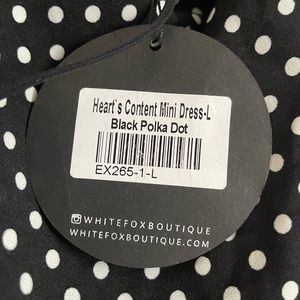 Heart`s Content Mini Dress-L
Black Polka Dot
EX265-1-L
WHITEFOXBOUTIQUE
WHITEFOXBOUTIQUE.COM